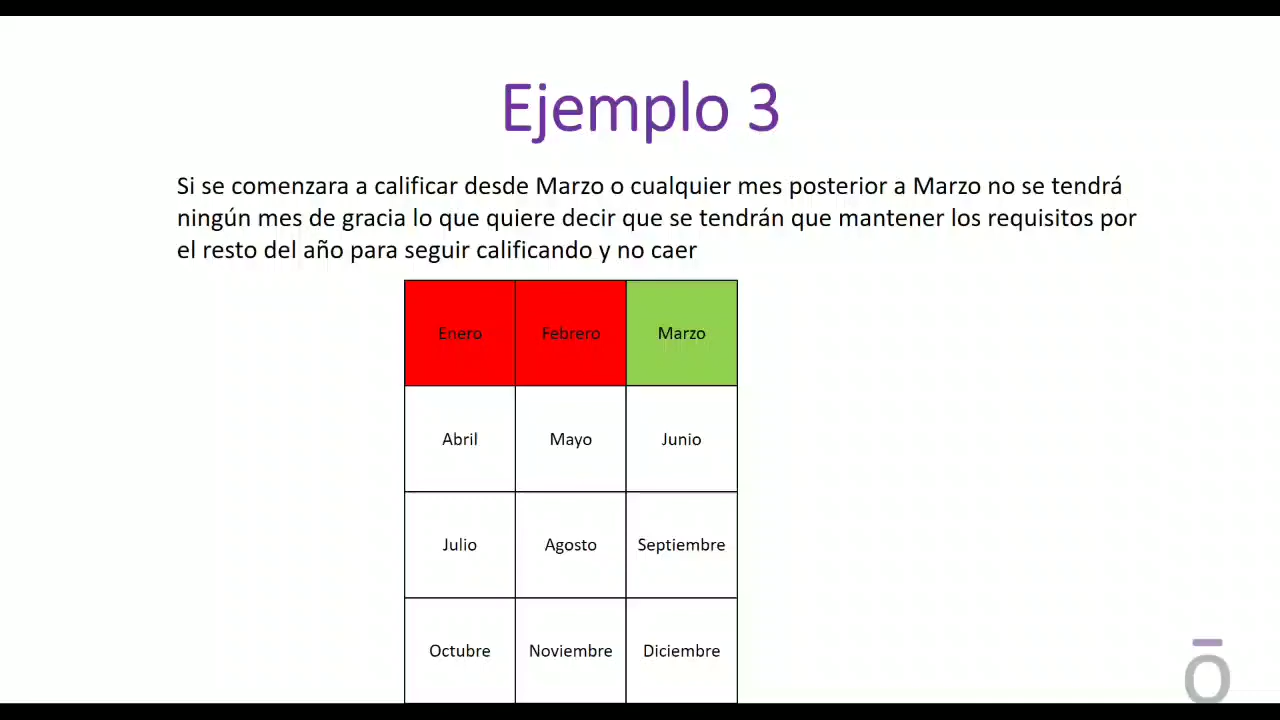 Ejemplo 3
Si se comenzara a calificar desde Marzo o cualquier mes posterior a Marzo no se tendrá
ningún mes de gracia lo que quiere decir que se tendrán que mantener los requisitos por
el resto del año para seguir calificando y no caer
Enero Febrero Marzo
Abril Mayo Junio
Julio Agosto Septiembre
Octubre Noviembre Diciembre
ō